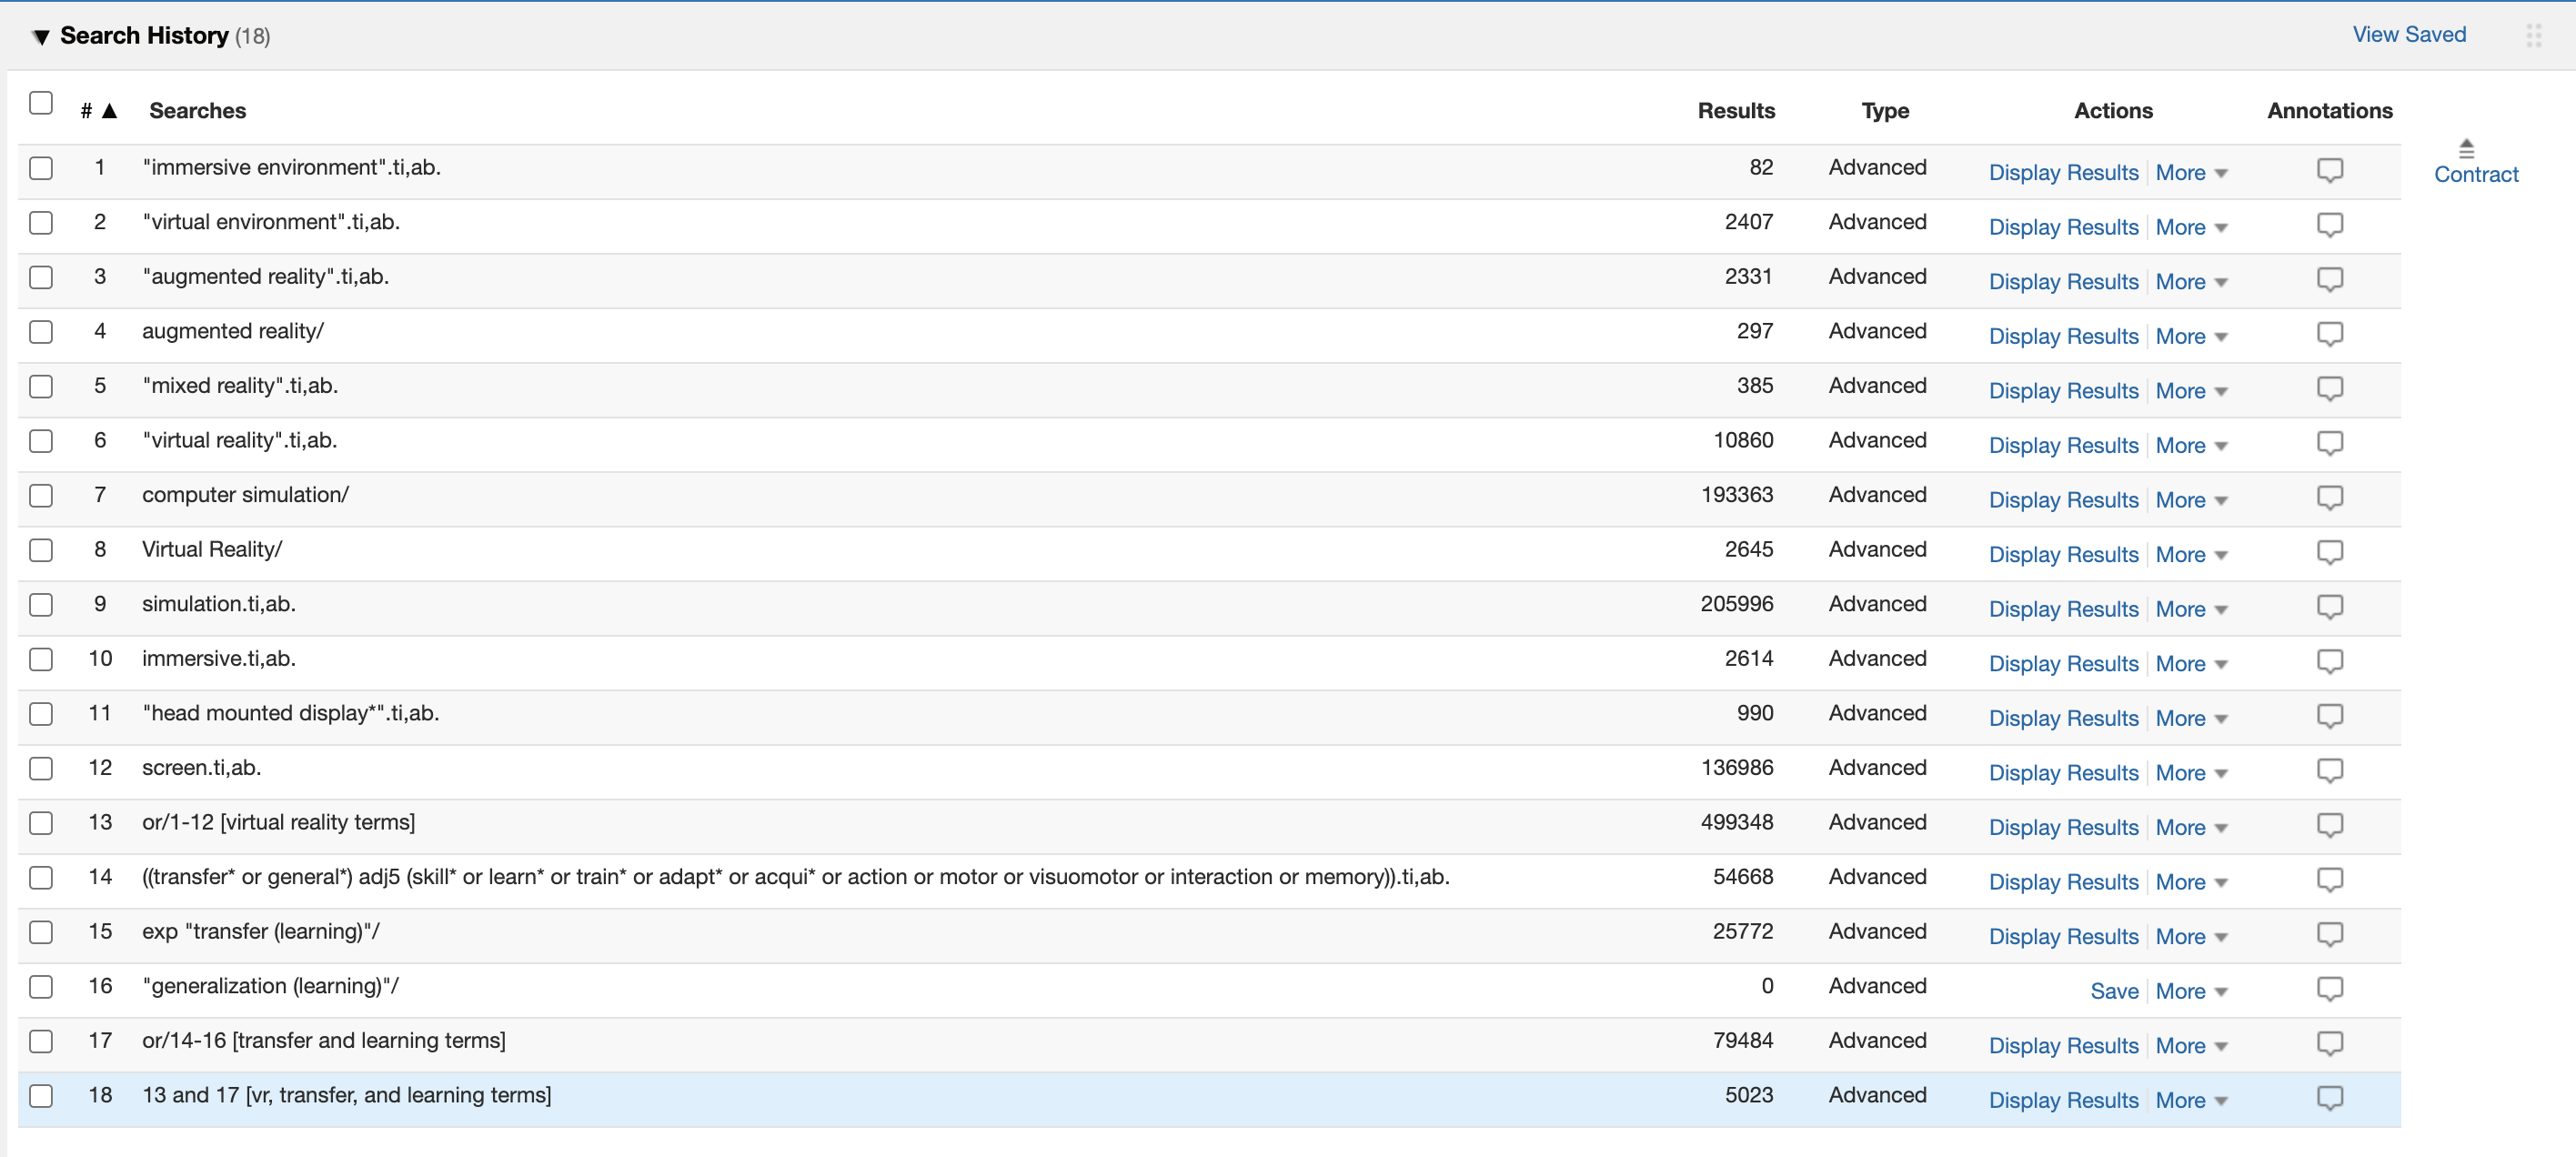 ▼ Search History (18) View Saved
# ▲ Searches Results Type Actions Annotations
1 "immersive environment".ti,ab. 82 Advanced Display Results More
Contract
2 "virtual environment".ti,ab. 2407 Advanced Display Results More
3 "augmented reality".ti,ab. 2331 Advanced Display Results More
4 augmented reality/ 297 Advanced Display Results More
5 "mixed reality".ti,ab. 385 Advanced Display Results More
6 "virtual reality".ti,ab. 10860 Advanced Display Results More
7 computer simulation/ 193363 Advanced Display Results More
8 Virtual Reality/ 2645 Advanced Display Results More
9 simulation.ti,ab. 205996 Advanced Display Results More
10 immersive.ti,ab. 2614 Advanced Display Results More
11 "head mounted display*".ti,ab. 990 Advanced Display Results More
12 screen.ti,ab. 136986 Advanced Display Results More
13 or/1-12 [virtual reality terms] 499348 Advanced Display Results More
14 ((transfer* or general*) adj5 (skill* or learn* or train* or adapt* or acqui* or action or motor or visuomotor or interaction or memory)).ti,ab. 54668 Advanced Display Results More
15 exp "transfer (learning)"/ 25772 Advanced Display Results More
16 "generalization (learning)"/ 0 Advanced Save More
17 or/14-16 [transfer and learning terms] 79484 Advanced Display Results More
18 13 and 17 [vr, transfer, and learning terms] 5023 Advanced Display Results More